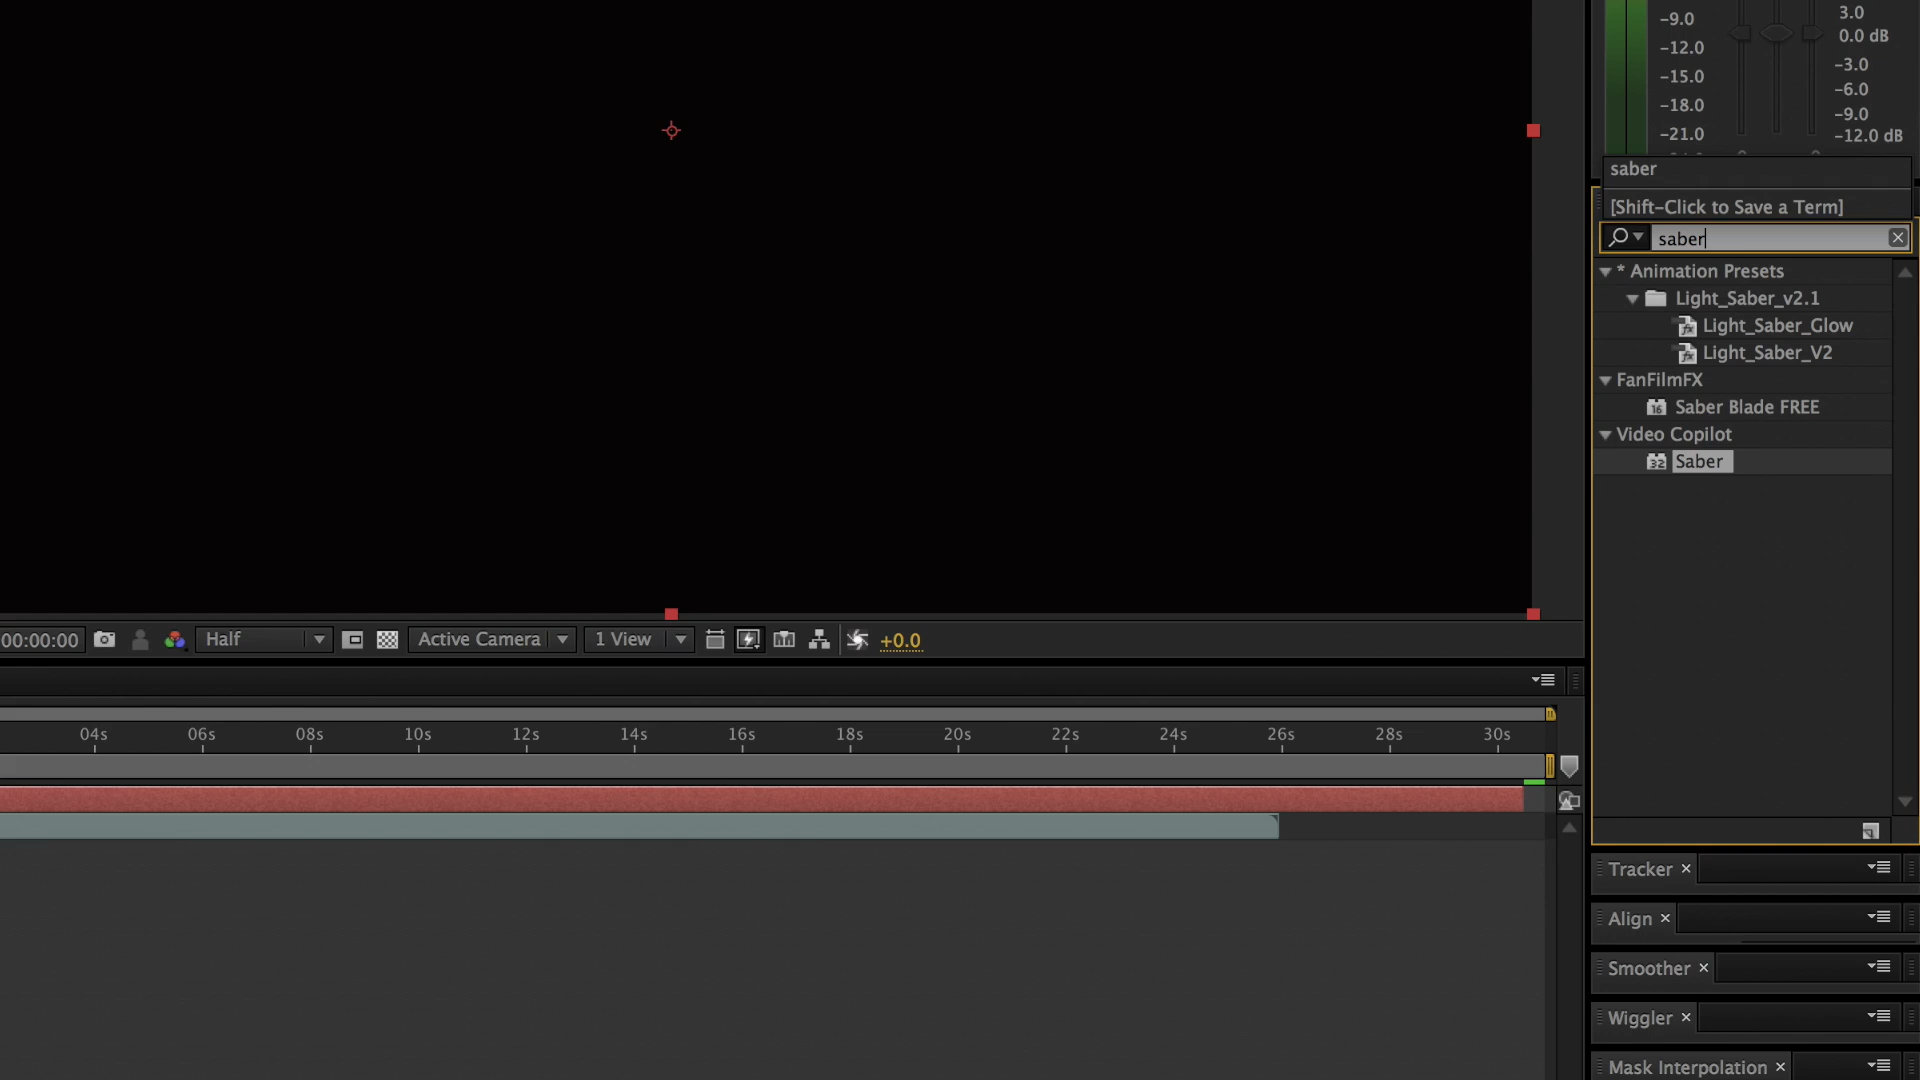 -9.0
3.0
0.0 dB
-12.0
-3.0
-15.0
-6.0
-18.0
-9.0
-21.0
-12.0 dB
saber
[Shift-Click to Save a Term]
saber
* Animation Presets
Light_Saber_v2.1
Light_Saber_Glow
Light_Saber_V2
FanFilmFX
16 Saber Blade FREE
Video Copilot
32 Saber
00:00:00
Half
Active Camera
1 View
+0.0
04s 06s 08s 10s 12s 14s 16s 18s 20s 22s 24s 26s 28s 30s
Tracker
Align
Smoother
Wiggler
Mask Interpolation